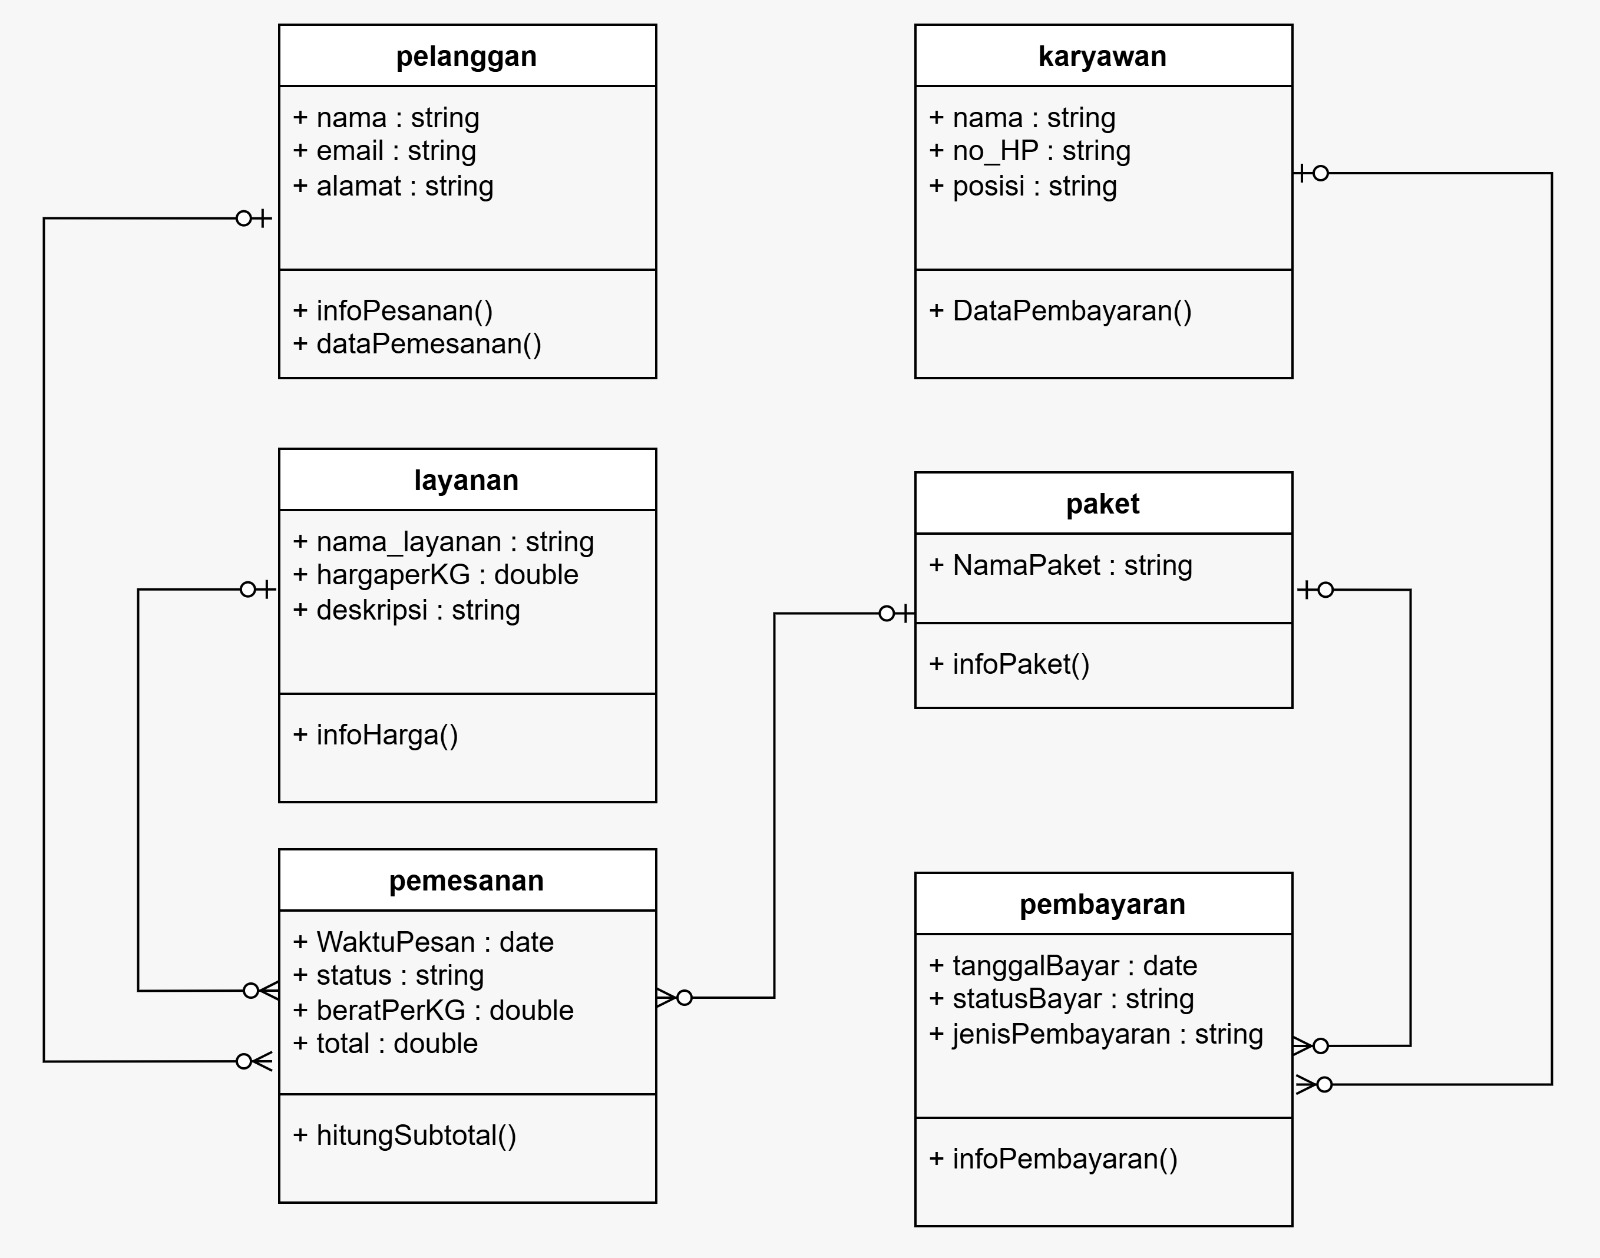 pelanggan
+ nama : string
+ email : string
+ alamat : string
+ infoPesanan()
+ dataPemesanan()
karyawan
+ nama : string
+ no_HP : string
+ posisi : string
+ DataPembayaran()
layanan
+ nama_layanan : string
+ hargaperKG : double
+ deskripsi : string
+ infoHarga()
paket
+ NamaPaket : string
+ infoPaket()
pemesanan
+ WaktuPesan : date
+ status : string
+ beratPerKG : double
+ total : double
+ hitungSubtotal()
pembayaran
+ tanggalBayar : date
+ statusBayar : string
+ jenisPembayaran : string
+ infoPembayaran()